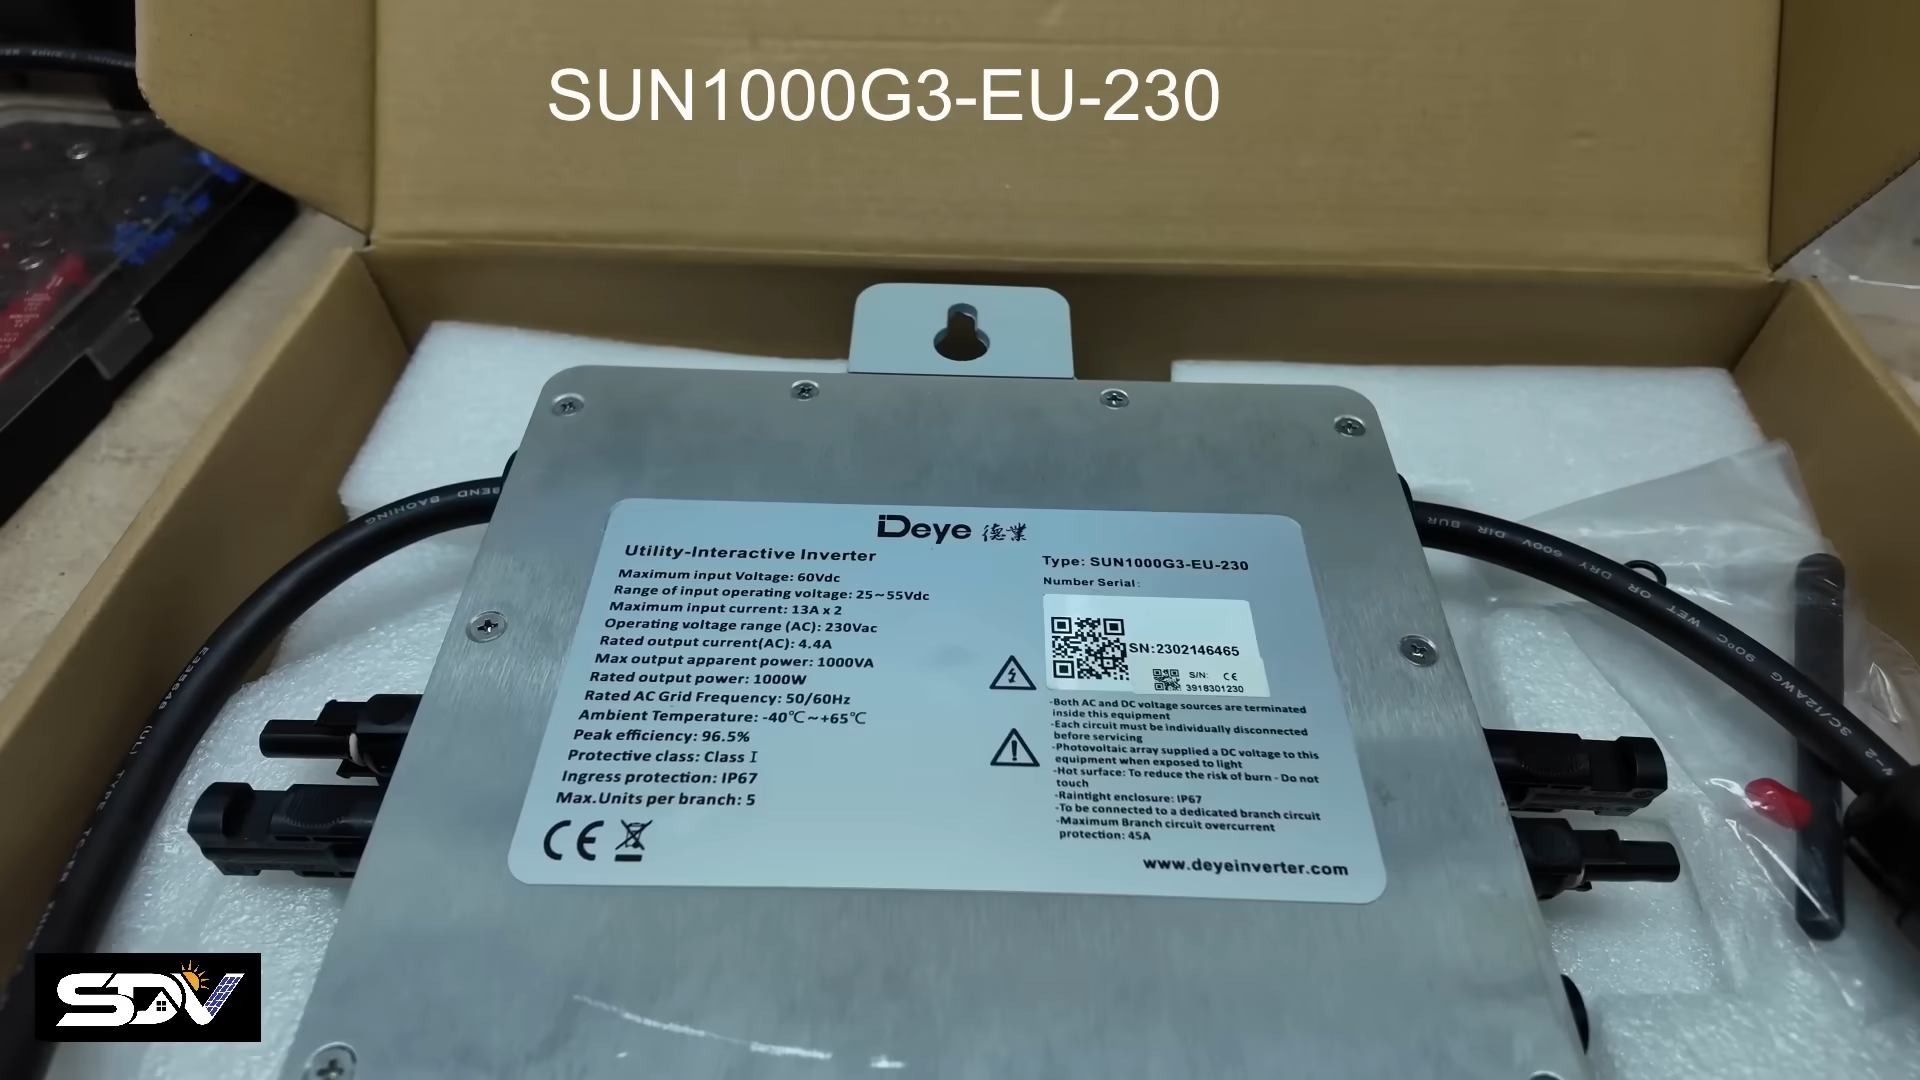 SUN1000G3-EU-230
iDeye 德業
Utility-Interactive Inverter
Maximum input Voltage: 60Vdc
Range of input operating voltage: 25~55Vdc
Maximum input current: 13A x 2
Operating voltage range (AC): 230Vac
Rated output current(AC): 4.4A
Max output apparent power: 1000VA
Rated output power: 1000W
Rated AC Grid Frequency: 50/60Hz
Ambient Temperature: -40℃~+65℃
Peak efficiency: 96.5%
Protective class: Class I
Ingress protection: IP67
Max.Units per branch: 5
CE
Type: SUN1000G3-EU-230
Number Serial:
SN:2302146465
S/N: CE
3918301230
-Both AC and DC voltage sources are terminated
inside this equipment
-Each circuit must be individually disconnected
before servicing
-Photovoltaic array supplied a DC voltage to this
equipment when exposed to light
-Hot surface: To reduce the risk of burn - Do not
touch
-Raintight enclosure: IP67
-To be connected to a dedicated branch circuit
-Maximum Branch circuit overcurrent
protection: 45A
www.deyeinverter.com
BAOHING
600V DIR BUR
90°C WET OR DRY
3C/12AWG
SDV